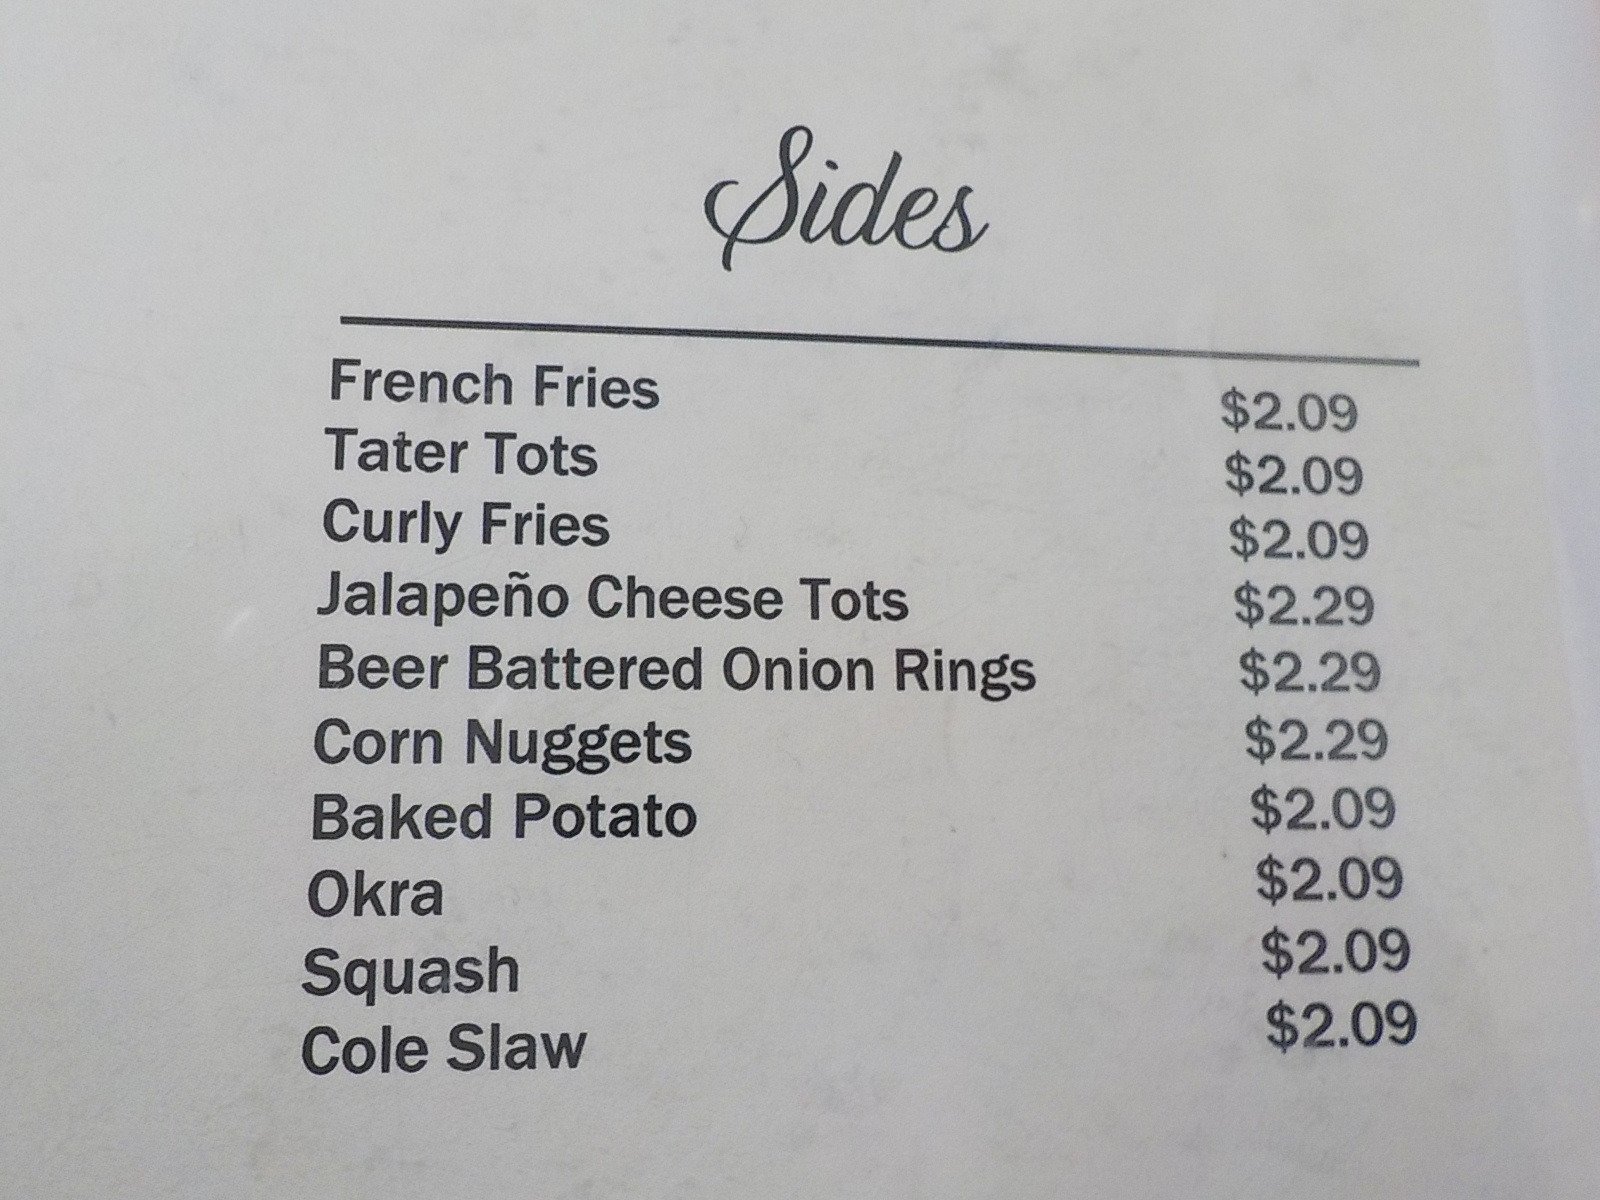 Sides
French Fries $2.09
Tater Tots $2.09
Curly Fries $2.09
Jalapeño Cheese Tots $2.29
Beer Battered Onion Rings $2.29
Corn Nuggets $2.29
Baked Potato $2.09
Okra $2.09
Squash $2.09
Cole Slaw $2.09